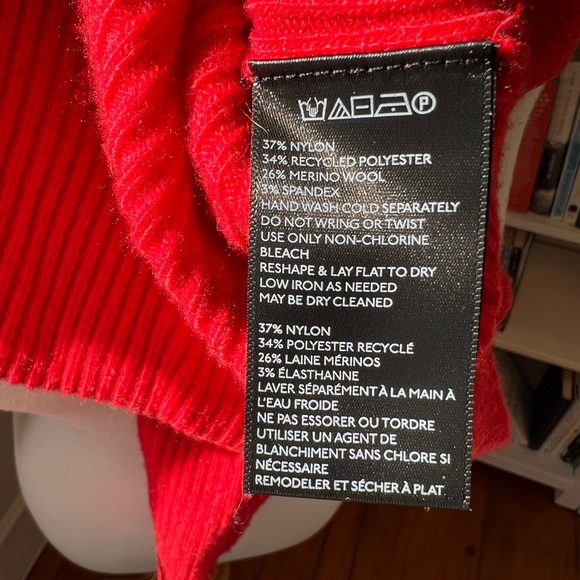 37% NYLON
34% RECYCLED POLYESTER
26% MERINO WOOL
3% SPANDEX
HAND WASH COLD SEPARATELY
DO NOT WRING OR TWIST
USE ONLY NON-CHLORINE
BLEACH
RESHAPE & LAY FLAT TO DRY
LOW IRON AS NEEDED
MAY BE DRY CLEANED
37% NYLON
34% POLYESTER RECYCLÉ
26% LAINE MÉRINOS
3% ÉLASTHANNE
LAVER SÉPARÉMENT À LA MAIN À
L'EAU FROIDE
NE PAS ESSORER OU TORDRE
UTILISER UN AGENT DE
BLANCHIMENT SANS CHLORE SI
NÉCESSAIRE
REMODELER ET SÉCHER À PLAT